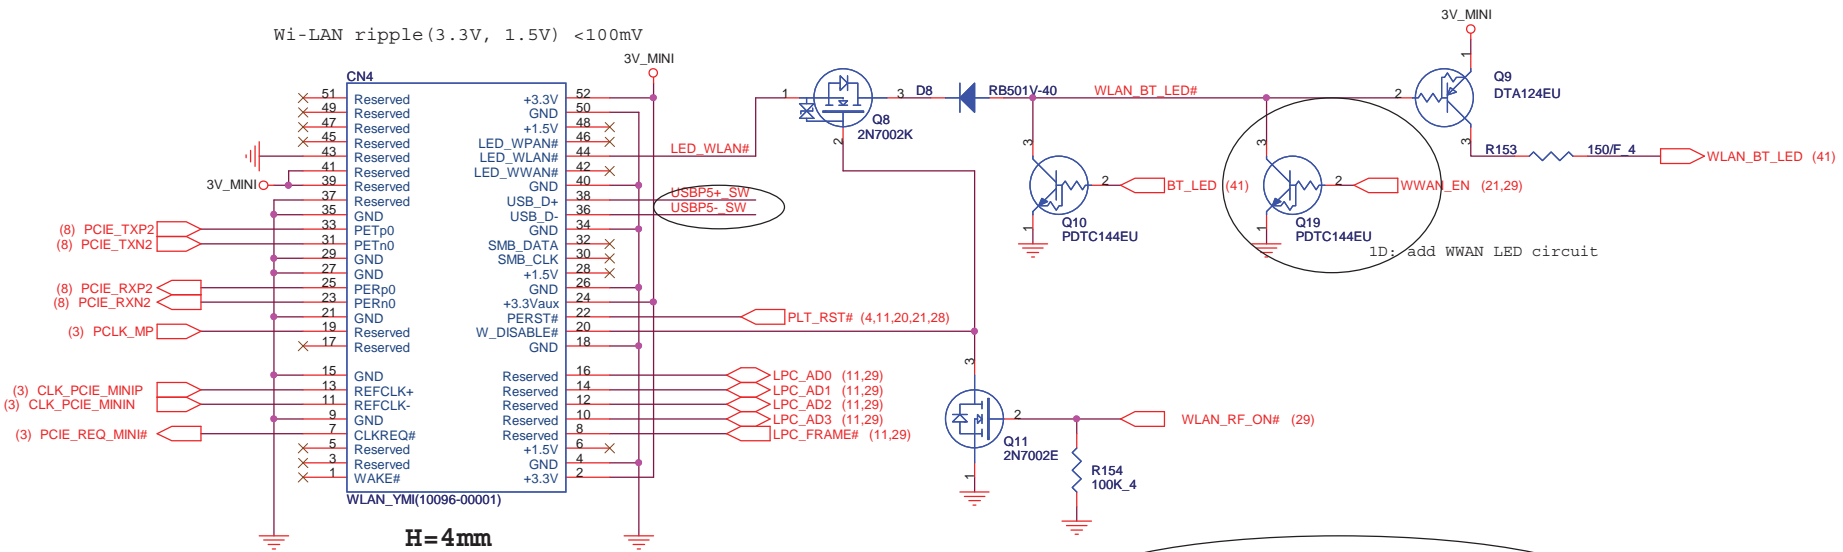 Wi-LAN ripple(3.3V, 1.5V) <100mV
3V_MINI
CN4
51 Reserved +3.3V 52
49 Reserved GND 50
47 Reserved +1.5V 48
45 Reserved LED_WPAN# 46
43 Reserved LED_WLAN# 44 LED_WLAN#
41 Reserved LED_WWAN# 42
3V_MINI 39 Reserved GND 40
37 Reserved USB_D+ 38 USBP5+_SW
35 GND USB_D- 36 USBP5-_SW
(8) PCIE_TXP2 33 PETp0 GND 34
(8) PCIE_TXN2 31 PETn0 SMB_DATA 32
29 GND SMB_CLK 30
27 GND +1.5V 28
(8) PCIE_RXP2 25 PERp0 GND 26
(8) PCIE_RXN2 23 PERn0 +3.3Vaux 24
21 GND PERST# 22 PLT_RST# (4,11,20,21,28)
(3) PCLK_MP 19 Reserved W_DISABLE# 20
17 Reserved GND 18
15 GND Reserved 16 LPC_AD0 (11,29)
(3) CLK_PCIE_MINIP 13 REFCLK+ Reserved 14 LPC_AD1 (11,29)
(3) CLK_PCIE_MININ 11 REFCLK- Reserved 12 LPC_AD2 (11,29)
9 GND Reserved 10 LPC_AD3 (11,29)
(3) PCIE_REQ_MINI# 7 CLKREQ# Reserved 8 LPC_FRAME# (11,29)
5 Reserved +1.5V 6
3 Reserved GND 4
1 WAKE# +3.3V 2
WLAN_YMI(10096-00001)
H=4mm
1 3
2
Q8
2N7002K
D8 RB501V-40
WLAN_BT_LED#
3V_MINI
1
2
3
Q9
DTA124EU
R153 150/F_4 WLAN_BT_LED (41)
3
2 BT_LED (41)
1
Q10
PDTC144EU
3
2 WWAN_EN (21,29)
1
Q19
PDTC144EU
1D: add WWAN LED circuit
3
2 WLAN_RF_ON# (29)
1
Q11
2N7002E
R154
100K_4